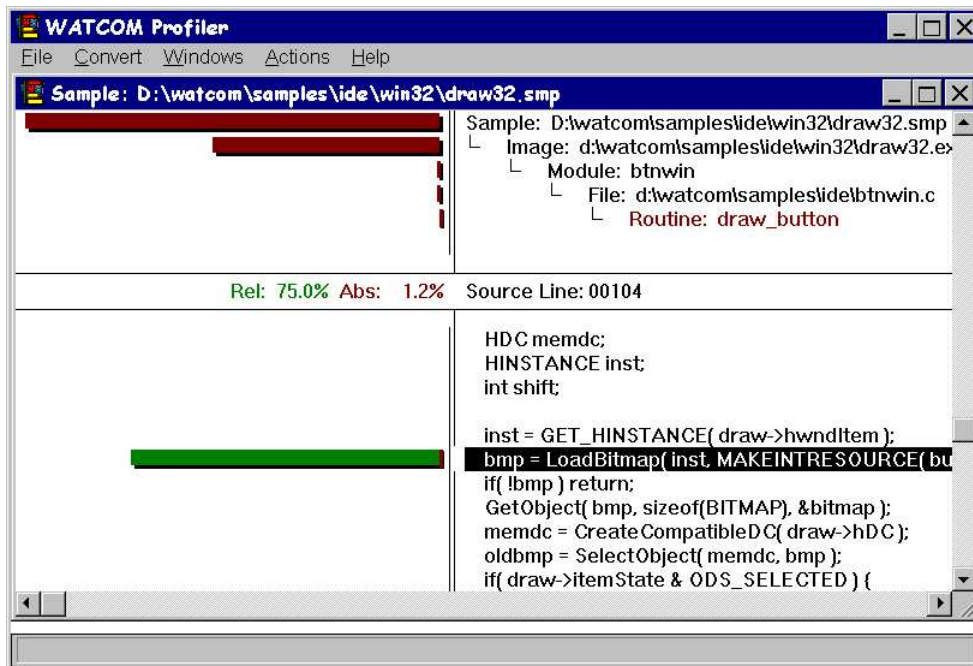 WATCOM Profiler
File Convert Windows Actions Help
Sample: D:\watcom\samples\ide\win32\draw32.smp
Sample: D:\watcom\samples\ide\win32\draw32.smp
Image: d:\watcom\samples\ide\win32\draw32.ex
Module: btnwin
File: d:\watcom\samples\ide\btnwin.c
Routine: draw_button
Rel: 75.0% Abs: 1.2% Source Line: 00104
HDC memdc;
HINSTANCE inst;
int shift;
inst = GET_HINSTANCE( draw->hwndItem );
bmp = LoadBitmap( inst, MAKEINTRESOURCE( bu
if( !bmp ) return;
GetObject( bmp, sizeof(BITMAP), &bitmap );
memdc = CreateCompatibleDC( draw->hDC );
oldbmp = SelectObject( memdc, bmp );
if( draw->itemState & ODS_SELECTED ) {